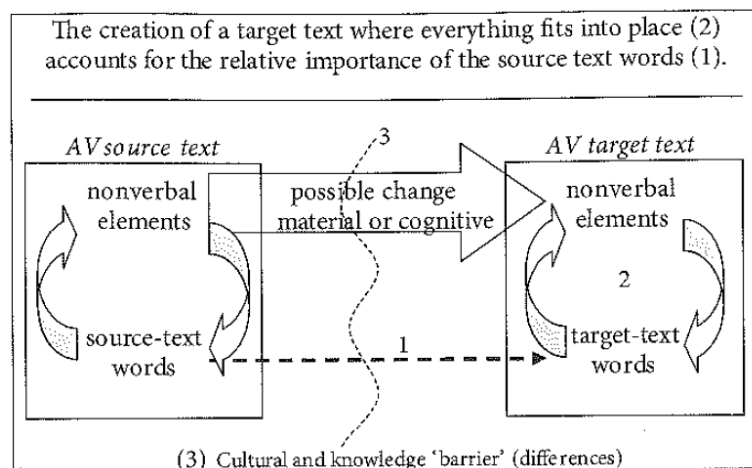 The creation of a target text where everything fits into place (2)
accounts for the relative importance of the source text words (1).
3
AV source text
AV target text
nonverbal
elements
possible change
material or cognitive
nonverbal
elements
2
source-text
words
1
target-text
words
(3) Cultural and knowledge ‘barrier’ (differences)